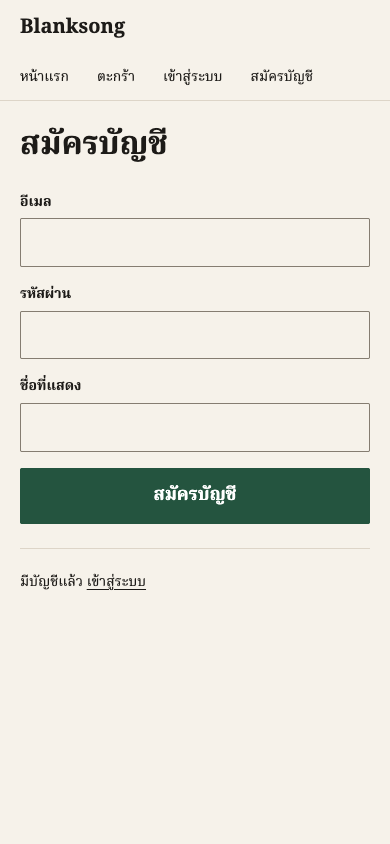 Blanksong
หน้าแรก ตะกร้า เข้าสู่ระบบ สมัครบัญชี
สมัครบัญชี
อีเมล
รหัสผ่าน
ชื่อที่แสดง
สมัครบัญชี
มีบัญชีแล้ว เข้าสู่ระบบ